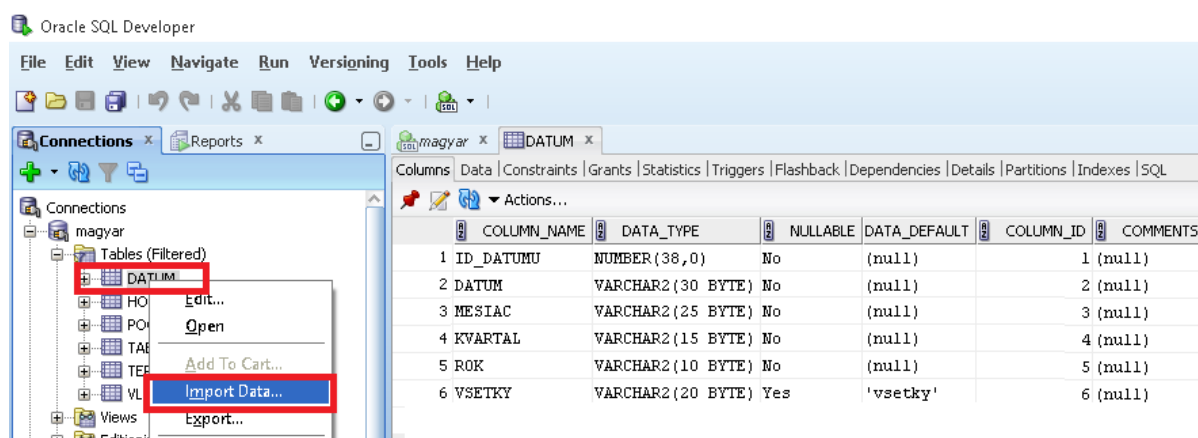 Oracle SQL Developer
File Edit View Navigate Run Versioning Tools Help
Connections Reports
magyar DATUM
Columns Data Constraints Grants Statistics Triggers Flashback Dependencies Details Partitions Indexes SQL
Actions...
Connections
magyar
Tables (Filtered)
DATUM
HO
PO
TAB
TEP
VL
Views
Edit...
Open
Add To Cart...
Import Data...
Export...
COLUMN_NAME DATA_TYPE NULLABLE DATA_DEFAULT COLUMN_ID COMMENTS
1 ID_DATUMU NUMBER(38,0) No (null) 1 (null)
2 DATUM VARCHAR2(30 BYTE) No (null) 2 (null)
3 MESIAC VARCHAR2(25 BYTE) No (null) 3 (null)
4 KVARTAL VARCHAR2(15 BYTE) No (null) 4 (null)
5 ROK VARCHAR2(10 BYTE) No (null) 5 (null)
6 VSETKY VARCHAR2(20 BYTE) Yes 'vsetky' 6 (null)